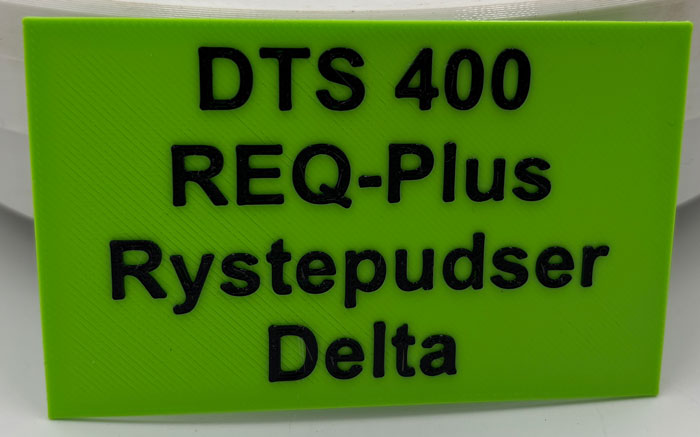 DTS 400
REQ-Plus
Rystepudser
Delta